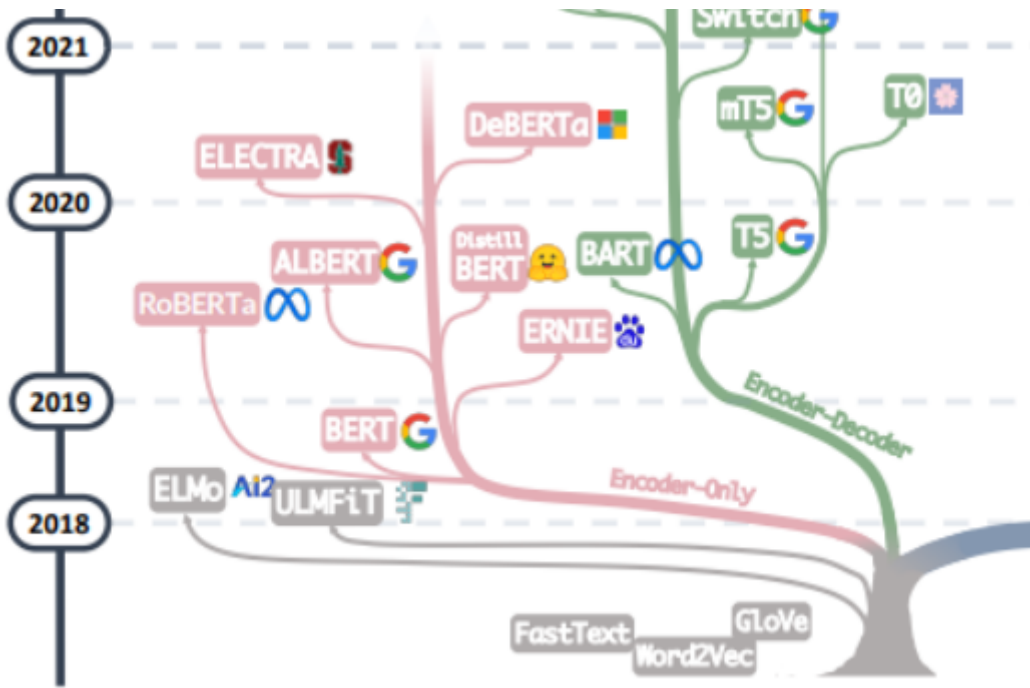 Switch
2021
T0
mT5
DeBERTa
ELECTRA
2020
T5
Distill
BERT
BART
ALBERT
RoBERTa
ERNIE
2019
Encoder-Decoder
BERT
Encoder-Only
ELMo
Ai2
ULMFiT
2018
GloVe
FastText
Word2Vec